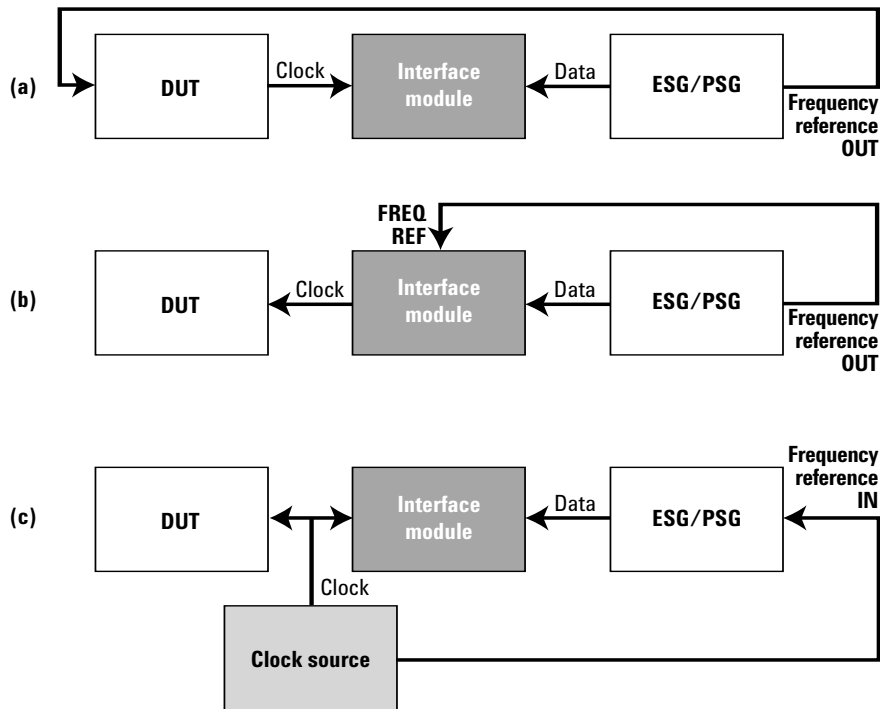 (a)
DUT
Clock
Interface
module
Data
ESG/PSG
Frequency
reference
OUT
(b)
FREQ
REF
DUT
Clock
Interface
module
Data
ESG/PSG
Frequency
reference
OUT
(c)
DUT
Interface
module
Data
ESG/PSG
Frequency
reference
IN
Clock
Clock source